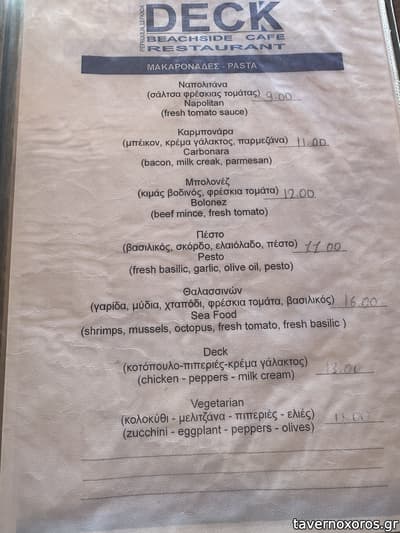 DECK
BEACHSIDE CAFE
RESTAURANT
ΜΑΚΑΡΟΝΑΔΕΣ - PASTA
Ναπολιτάνα
(σάλτσα φρέσκιας τομάτας) 9.00
Napolitan
(fresh tomato sauce)
Καρμπονάρα
(μπέικον, κρέμα γάλακτος, παρμεζάνα) 11.00
Carbonara
(bacon, milk creak, parmesan)
Μπολονέζ
(κιμάς βοδινός, φρέσκια τομάτα) 12.00
Bolonez
(beef mince, fresh tomato)
Πέστο
(βασιλικός, σκόρδο, ελαιόλαδο, πέστο) 11.00
Pesto
(fresh basilic, garlic, olive oil, pesto)
Θαλασσινών
(γαρίδα, μύδια, χταπόδι, φρέσκια τομάτα, βασιλικός) 16.00
Sea Food
(shrimps, mussels, octopus, fresh tomato, fresh basilic )
Deck
(κοτόπουλο-πιπεριές-κρέμα γάλακτος) 13.00
(chicken - peppers - milk cream)
Vegetarian
(κολοκύθι - μελιτζάνα - πιπεριές - ελιές)
(zucchini - eggplant - peppers - olives)
tavernoxoros.gr